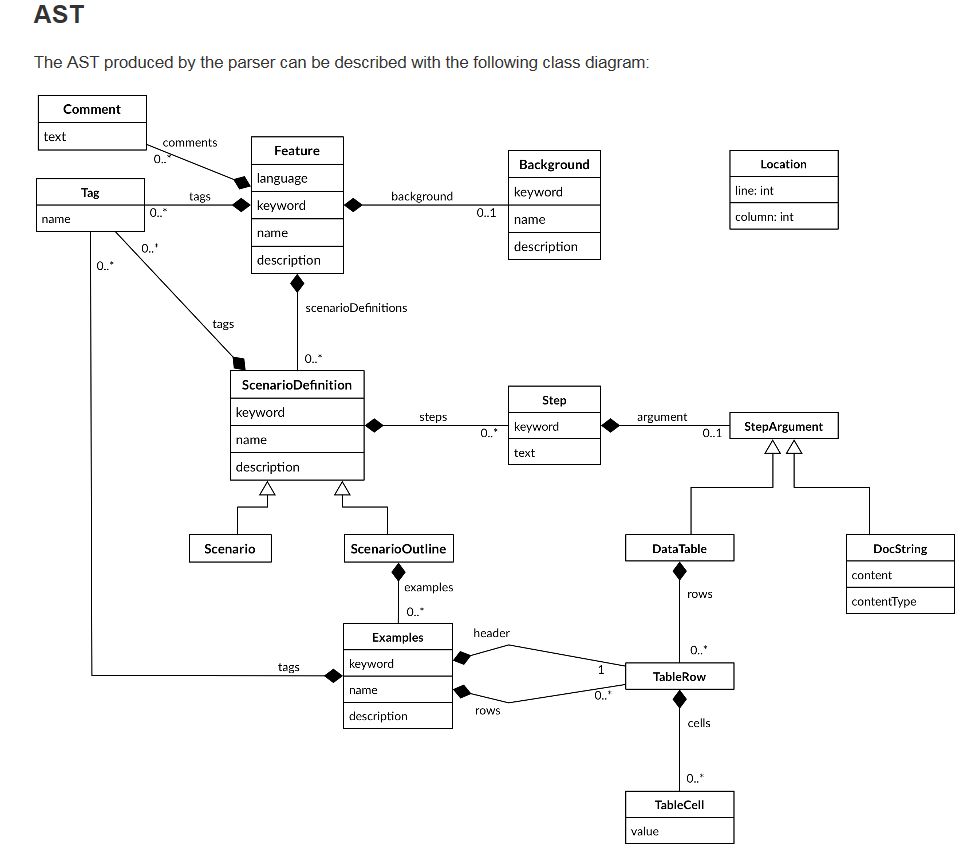 AST
The AST produced by the parser can be described with the following class diagram:
Comment
text
comments
0..*
Feature
language
keyword
name
description
Background
keyword
name
description
background
0..1
Location
line: int
column: int
Tag
name
tags
0..*
0..*
0..*
tags
scenarioDefinitions
0..*
ScenarioDefinition
keyword
name
description
steps
0..*
Step
keyword
text
argument
0..1
StepArgument
Scenario
ScenarioOutline
DataTable
DocString
content
contentType
examples
0..*
rows
0..*
Examples
keyword
name
description
header
1
tags
rows
0..*
TableRow
cells
0..*
TableCell
value